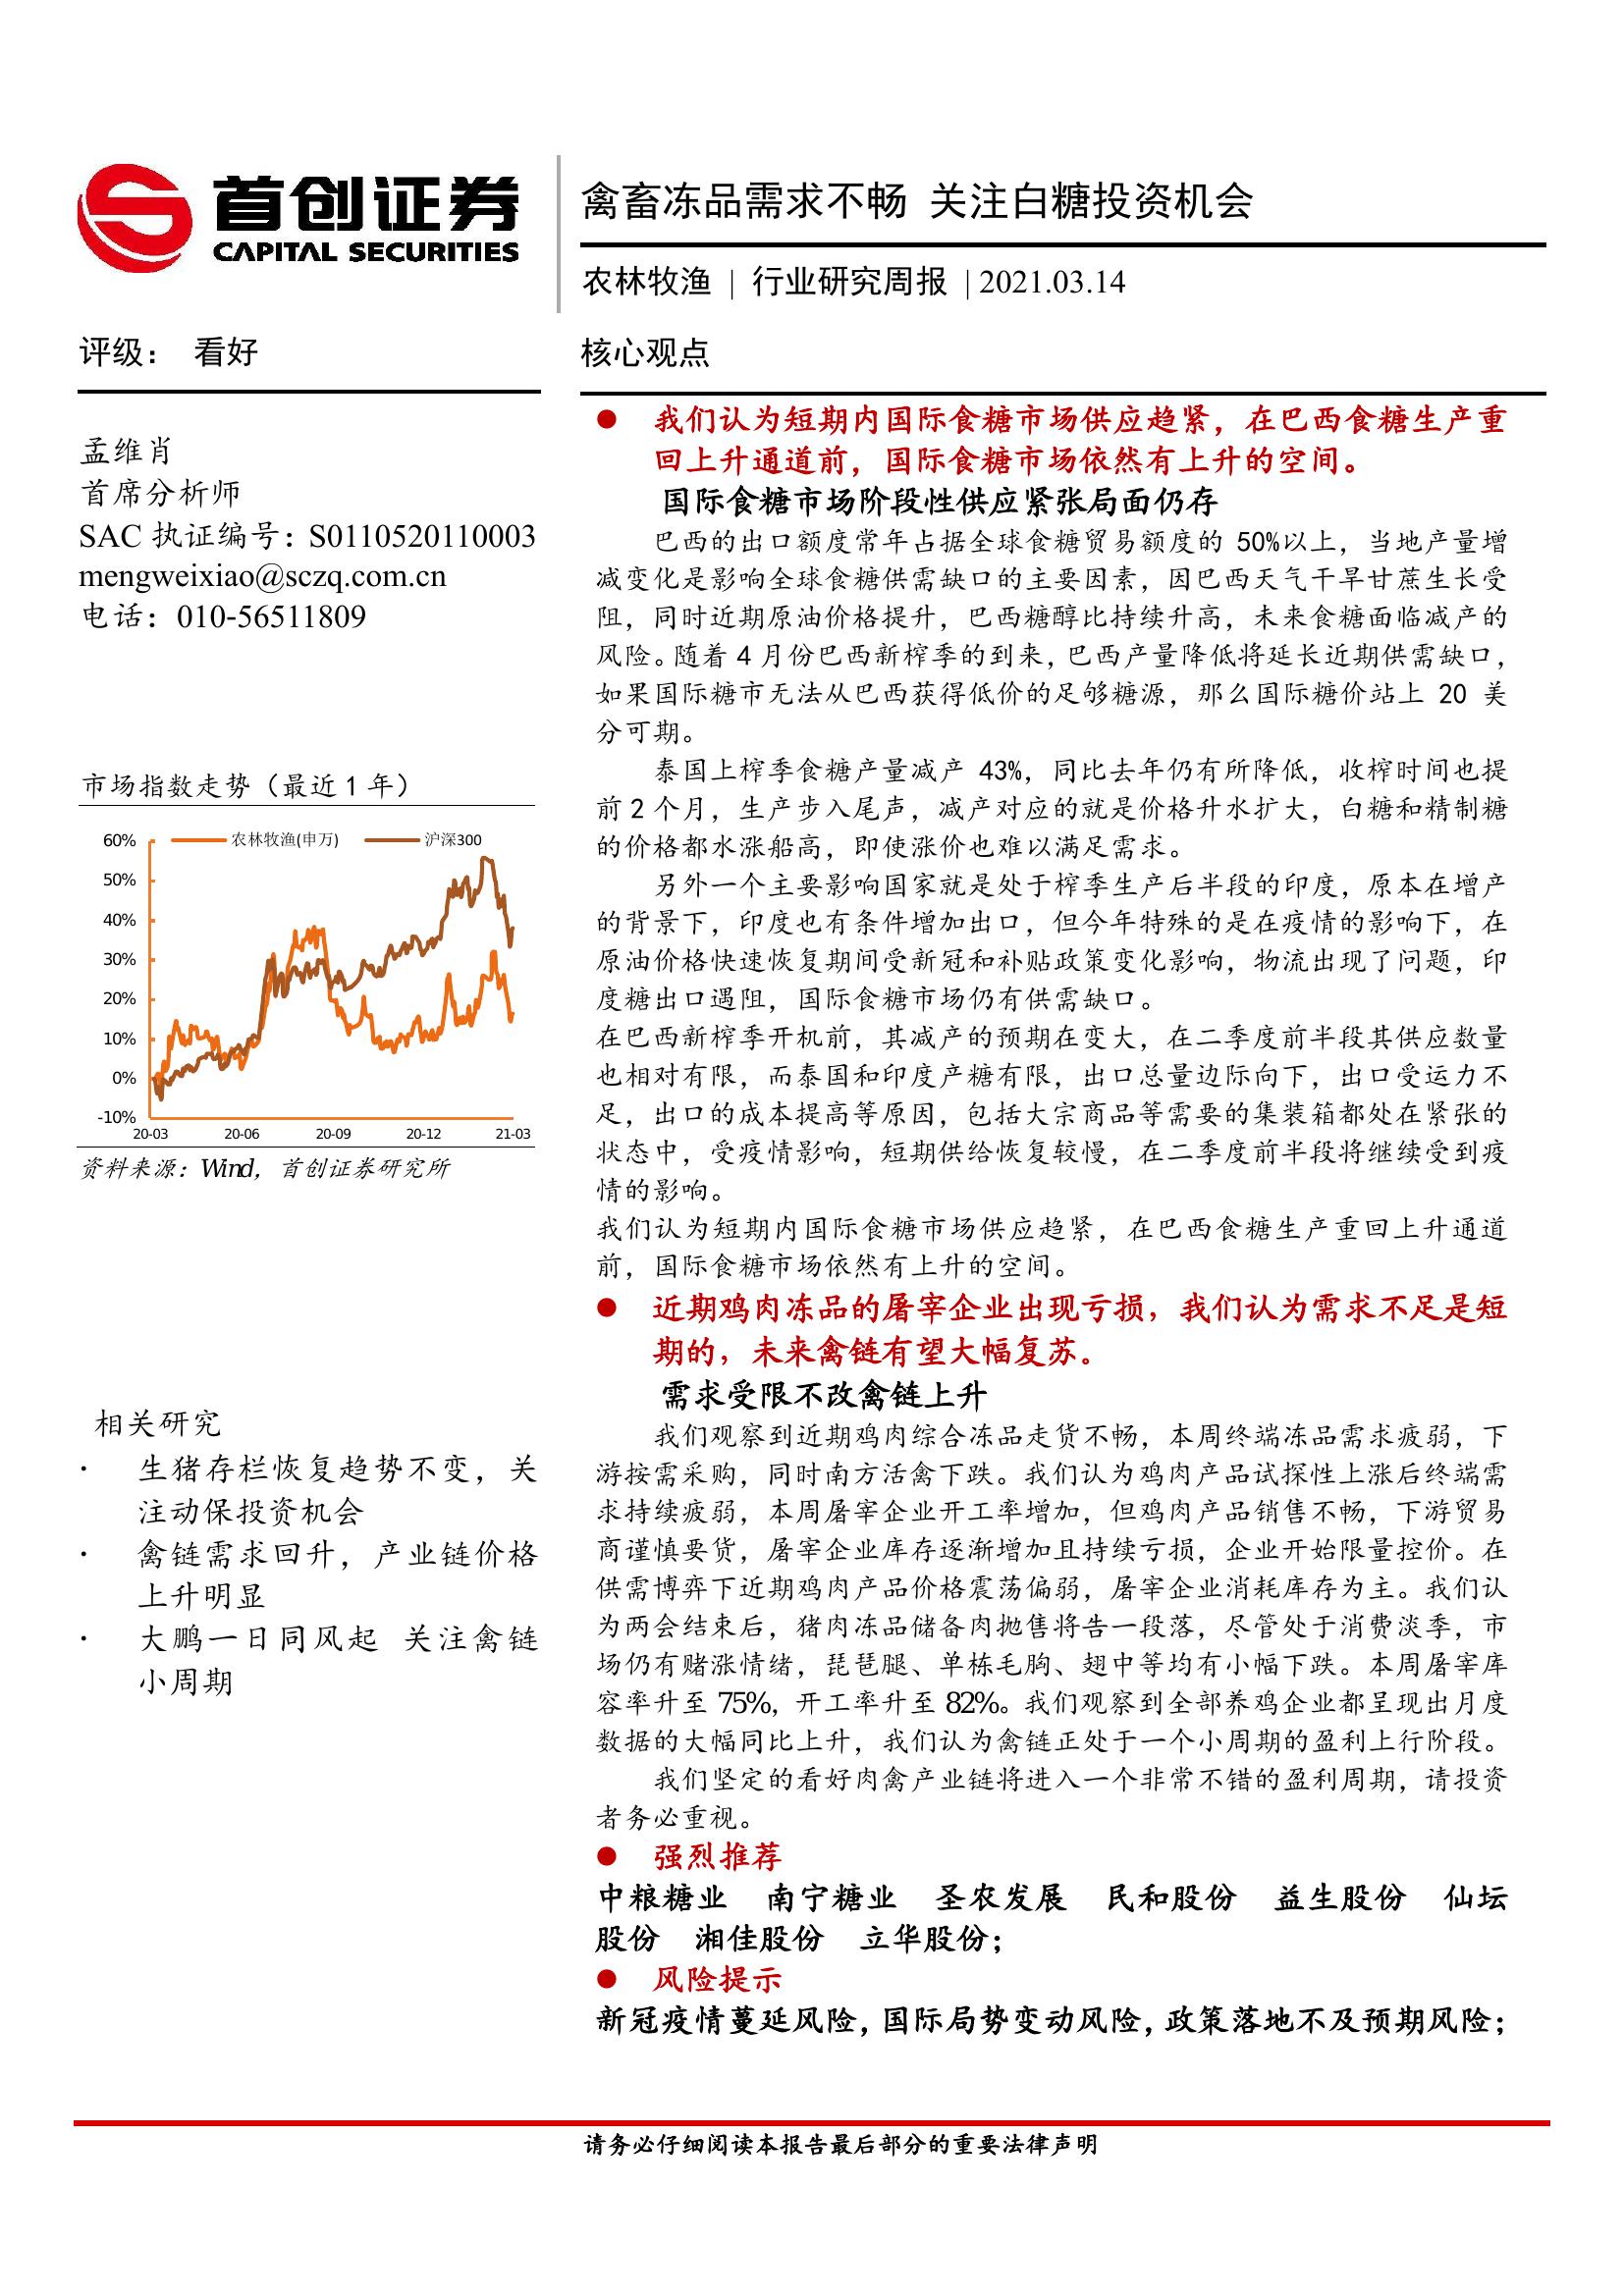 首创证券
CAPITAL SECURITIES
禽畜冻品需求不畅 关注白糖投资机会
农林牧渔 | 行业研究周报 | 2021.03.14
评级： 看好
孟维肖
首席分析师
SAC 执证编号：S0110520110003
mengweixiao@sczq.com.cn
电话：010-56511809
市场指数走势（最近 1 年）
农林牧渔(申万) 沪深300
60%
50%
40%
30%
20%
10%
0%
-10%
20-03 20-06 20-09 20-12 21-03
资料来源：Wind，首创证券研究所
相关研究
· 生猪存栏恢复趋势不变，关
注动保投资机会
· 禽链需求回升，产业链价格
上升明显
· 大鹏一日同风起 关注禽链
小周期
核心观点
● 我们认为短期内国际食糖市场供应趋紧，在巴西食糖生产重
回上升通道前，国际食糖市场依然有上升的空间。
国际食糖市场阶段性供应紧张局面仍存
巴西的出口额度常年占据全球食糖贸易额度的 50%以上，当地产量增
减变化是影响全球食糖供需缺口的主要因素，因巴西天气干旱甘蔗生长受
阻，同时近期原油价格提升，巴西糖醇比持续升高，未来食糖面临减产的
风险。随着 4 月份巴西新榨季的到来，巴西产量降低将延长近期供需缺口，
如果国际糖市无法从巴西获得低价的足够糖源，那么国际糖价站上 20 美
分可期。
泰国上榨季食糖产量减产 43%，同比去年仍有所降低，收榨时间也提
前 2 个月，生产步入尾声，减产对应的就是价格升水扩大，白糖和精制糖
的价格都水涨船高，即使涨价也难以满足需求。
另外一个主要影响国家就是处于榨季生产后半段的印度，原本在增产
的背景下，印度也有条件增加出口，但今年特殊的是在疫情的影响下，在
原油价格快速恢复期间受新冠和补贴政策变化影响，物流出现了问题，印
度糖出口遇阻，国际食糖市场仍有供需缺口。
在巴西新榨季开机前，其减产的预期在变大，在二季度前半段其供应数量
也相对有限，而泰国和印度产糖有限，出口总量边际向下，出口受运力不
足，出口的成本提高等原因，包括大宗商品等需要的集装箱都处在紧张的
状态中，受疫情影响，短期供给恢复较慢，在二季度前半段将继续受到疫
情的影响。
我们认为短期内国际食糖市场供应趋紧，在巴西食糖生产重回上升通道
前，国际食糖市场依然有上升的空间。
● 近期鸡肉冻品的屠宰企业出现亏损，我们认为需求不足是短
期的，未来禽链有望大幅复苏。
需求受限不改禽链上升
我们观察到近期鸡肉综合冻品走货不畅，本周终端冻品需求疲弱，下
游按需采购，同时南方活禽下跌。我们认为鸡肉产品试探性上涨后终端需
求持续疲弱，本周屠宰企业开工率增加，但鸡肉产品销售不畅，下游贸易
商谨慎要货，屠宰企业库存逐渐增加且持续亏损，企业开始限量控价。在
供需博弈下近期鸡肉产品价格震荡偏弱，屠宰企业消耗库存为主。我们认
为两会结束后，猪肉冻品储备肉抛售将告一段落，尽管处于消费淡季，市
场仍有赌涨情绪，琵琶腿、单栋毛胸、翅中等均有小幅下跌。本周屠宰库
容率升至 75%，开工率升至 82%。我们观察到全部养鸡企业都呈现出月度
数据的大幅同比上升，我们认为禽链正处于一个小周期的盈利上行阶段。
我们坚定的看好肉禽产业链将进入一个非常不错的盈利周期，请投资
者务必重视。
● 强烈推荐
中粮糖业 南宁糖业 圣农发展 民和股份 益生股份 仙坛
股份 湘佳股份 立华股份；
● 风险提示
新冠疫情蔓延风险，国际局势变动风险，政策落地不及预期风险；
请务必仔细阅读本报告最后部分的重要法律声明